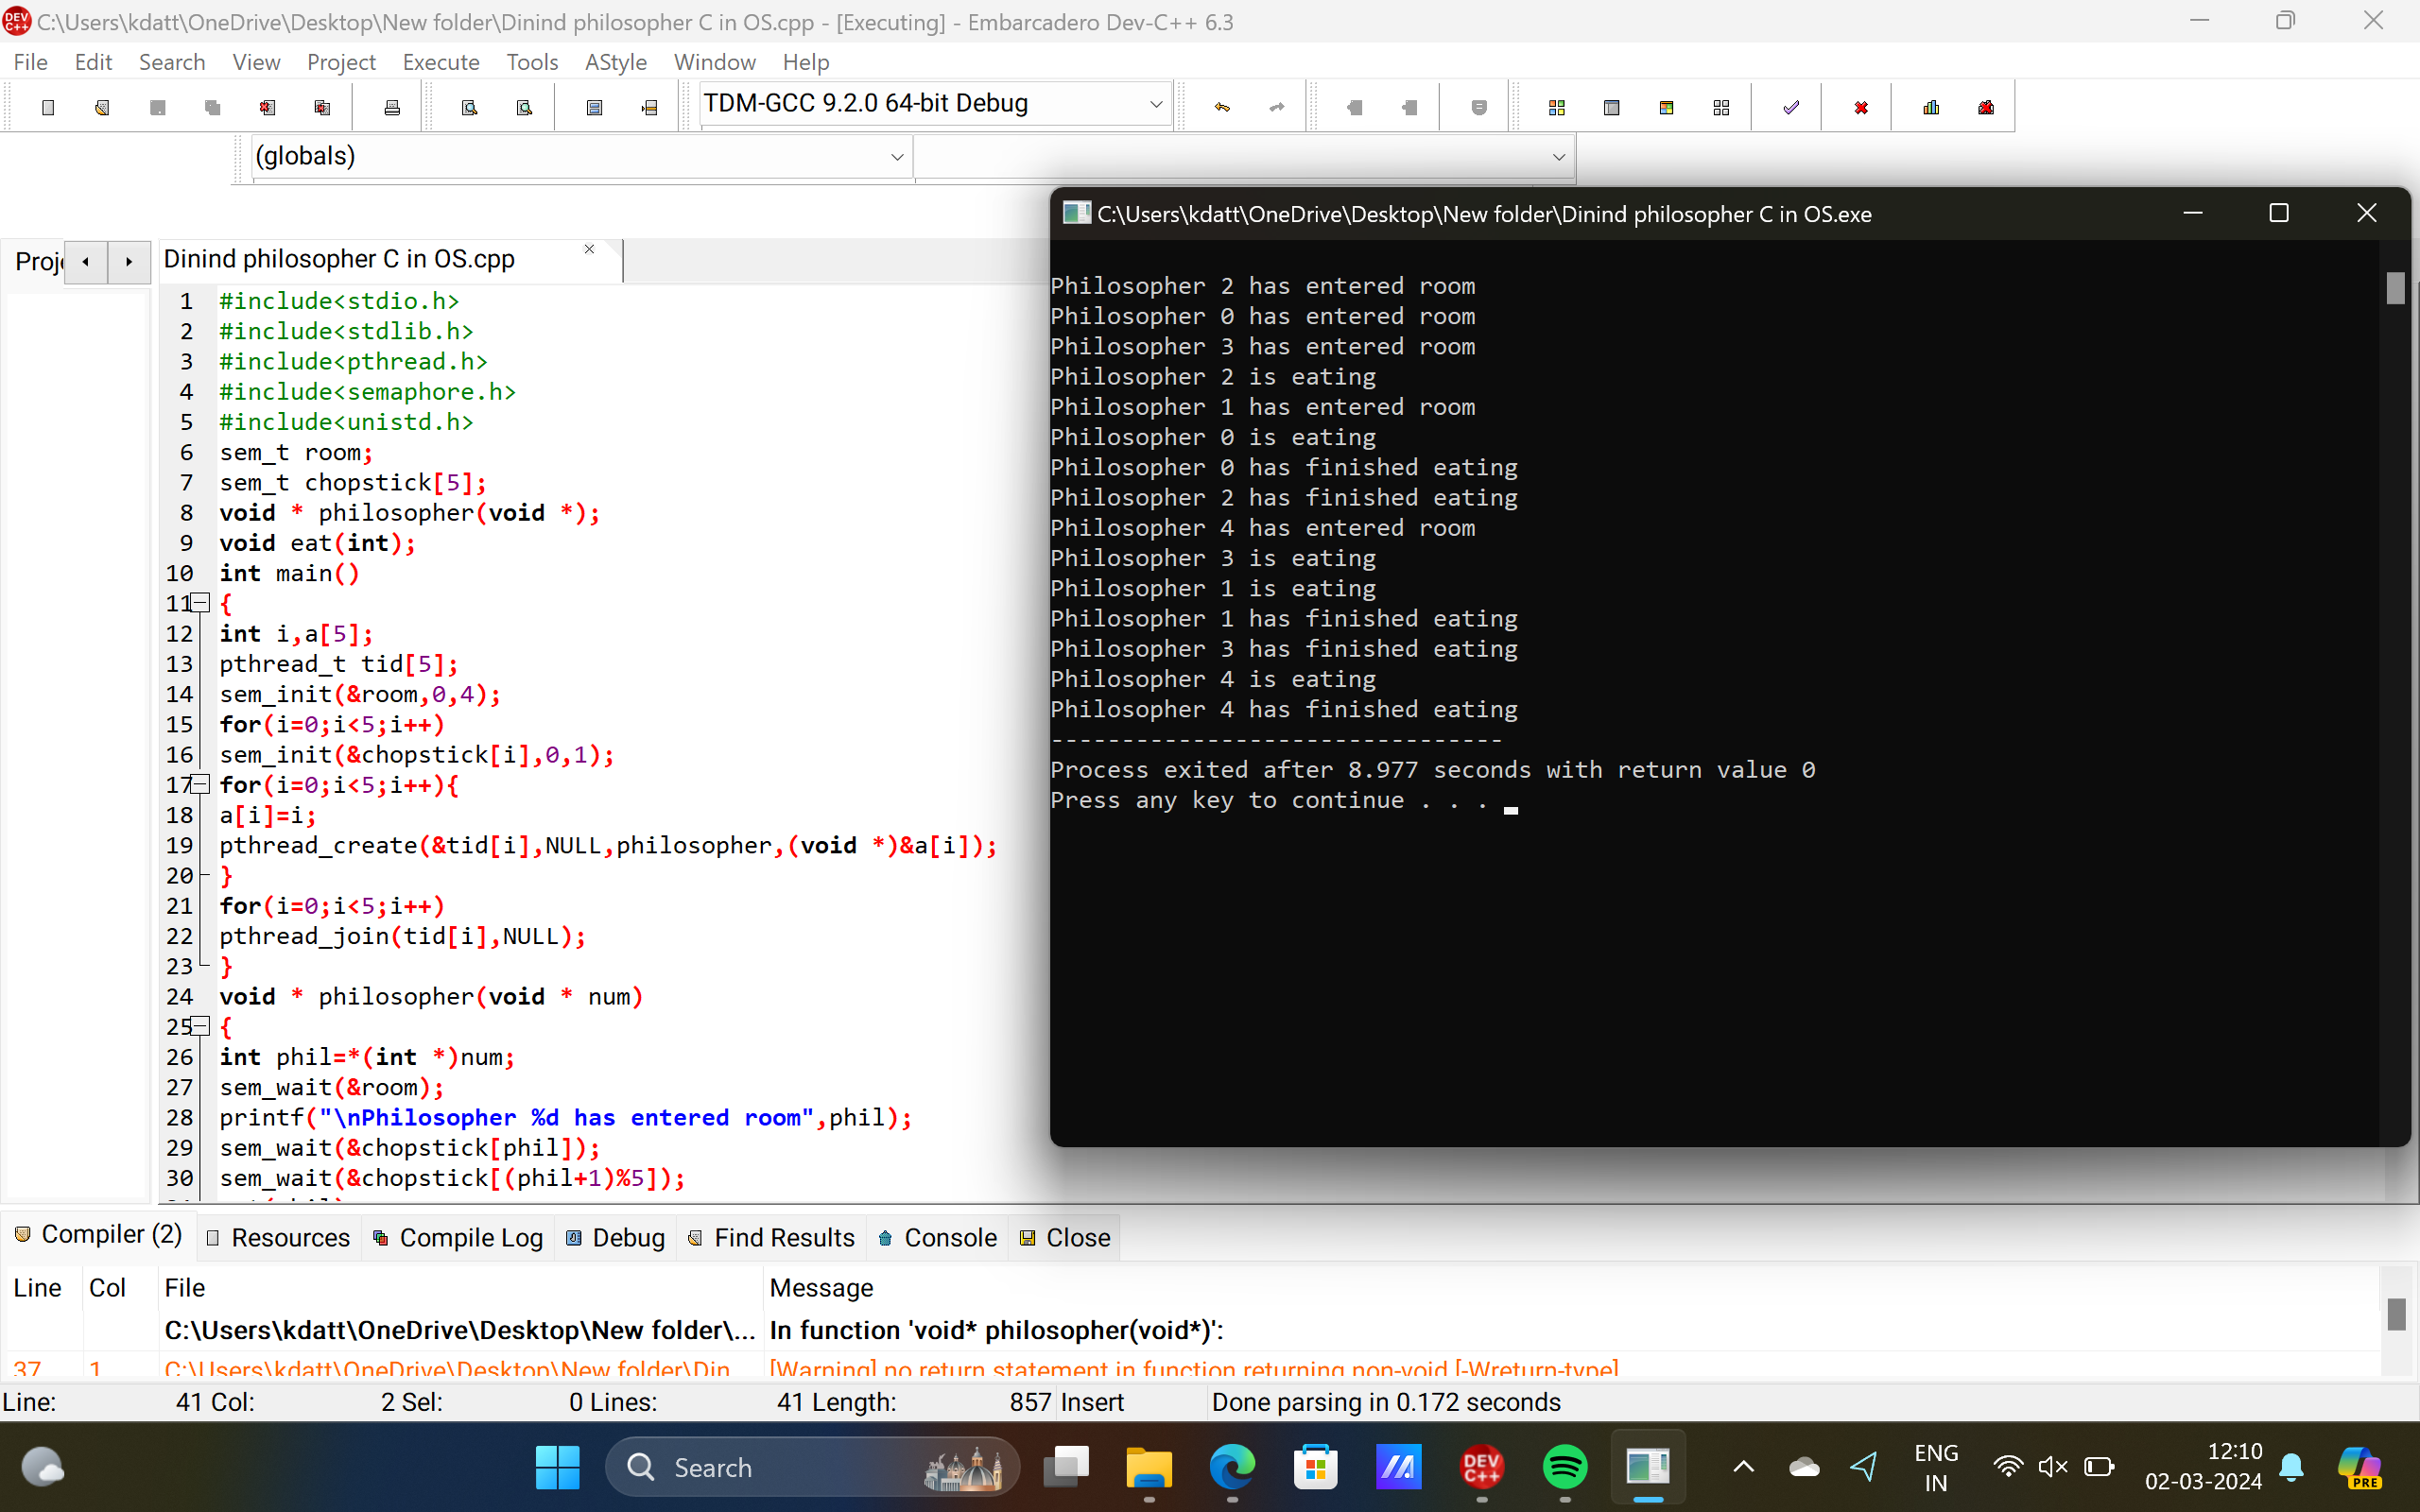 C:\Users\kdatt\OneDrive\Desktop\New folder\Dinind philosopher C in OS.cpp - [Executing] - Embarcadero Dev-C++ 6.3
File Edit Search View Project Execute Tools AStyle Window Help
TDM-GCC 9.2.0 64-bit Debug
(globals)
Dinind philosopher C in OS.cpp
1 #include<stdio.h>
2 #include<stdlib.h>
3 #include<pthread.h>
4 #include<semaphore.h>
5 #include<unistd.h>
6 sem_t room;
7 sem_t chopstick[5];
8 void * philosopher(void *);
9 void eat(int);
10 int main()
11 {
12 int i,a[5];
13 pthread_t tid[5];
14 sem_init(&room,0,4);
15 for(i=0;i<5;i++)
16 sem_init(&chopstick[i],0,1);
17 for(i=0;i<5;i++){
18 a[i]=i;
19 pthread_create(&tid[i],NULL,philosopher,(void *)&a[i]);
20 }
21 for(i=0;i<5;i++)
22 pthread_join(tid[i],NULL);
23 }
24 void * philosopher(void * num)
25 {
26 int phil=*(int *)num;
27 sem_wait(&room);
28 printf("\nPhilosopher %d has entered room",phil);
29 sem_wait(&chopstick[phil]);
30 sem_wait(&chopstick[(phil+1)%5]);
C:\Users\kdatt\OneDrive\Desktop\New folder\Dinind philosopher C in OS.exe
Philosopher 2 has entered room
Philosopher 0 has entered room
Philosopher 3 has entered room
Philosopher 2 is eating
Philosopher 1 has entered room
Philosopher 0 is eating
Philosopher 0 has finished eating
Philosopher 2 has finished eating
Philosopher 4 has entered room
Philosopher 3 is eating
Philosopher 1 is eating
Philosopher 1 has finished eating
Philosopher 3 has finished eating
Philosopher 4 is eating
Philosopher 4 has finished eating
--------------------------------
Process exited after 8.977 seconds with return value 0
Press any key to continue . . .
Compiler (2) Resources Compile Log Debug Find Results Console Close
Line Col File Message
C:\Users\kdatt\OneDrive\Desktop\New folder\... In function 'void* philosopher(void*)':
37 1 C:\Users\kdatt\OneDrive\Desktop\New folder\Din... [Warning] no return statement in function returning non-void [-Wreturn-type]
Line: 41 Col: 2 Sel: 0 Lines: 41 Length: 857 Insert Done parsing in 0.172 seconds
Search
DEV C++
ENG
IN
12:10
02-03-2024
PRE